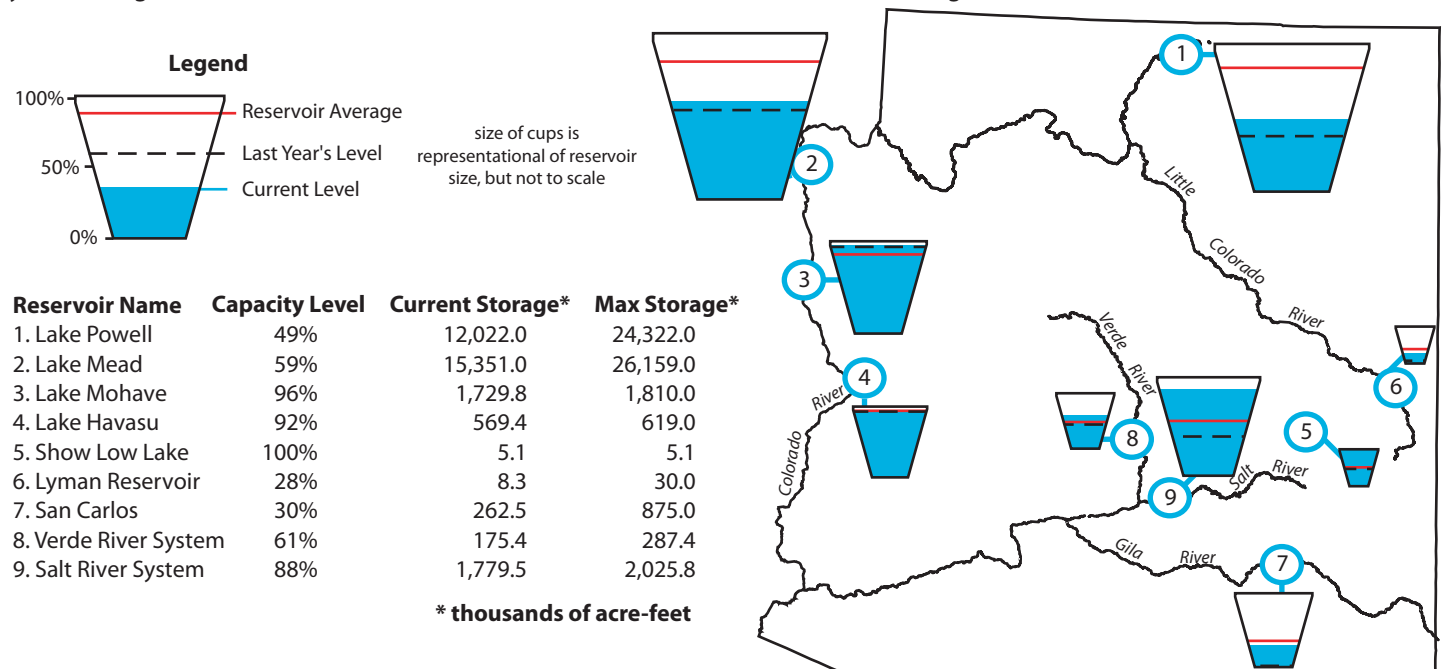 Legend
100%
50%
0%
Reservoir Average
Last Year's Level
Current Level
size of cups is
representational of reservoir
size, but not to scale
Reservoir Name Capacity Level Current Storage* Max Storage*
1. Lake Powell 49% 12,022.0 24,322.0
2. Lake Mead 59% 15,351.0 26,159.0
3. Lake Mohave 96% 1,729.8 1,810.0
4. Lake Havasu 92% 569.4 619.0
5. Show Low Lake 100% 5.1 5.1
6. Lyman Reservoir 28% 8.3 30.0
7. San Carlos 30% 262.5 875.0
8. Verde River System 61% 175.4 287.4
9. Salt River System 88% 1,779.5 2,025.8
* thousands of acre-feet
1
2
Little
Colorado
River
3
Verde
River
4
River
Colorado
6
5
8
9
Salt
River
Gila
River
7